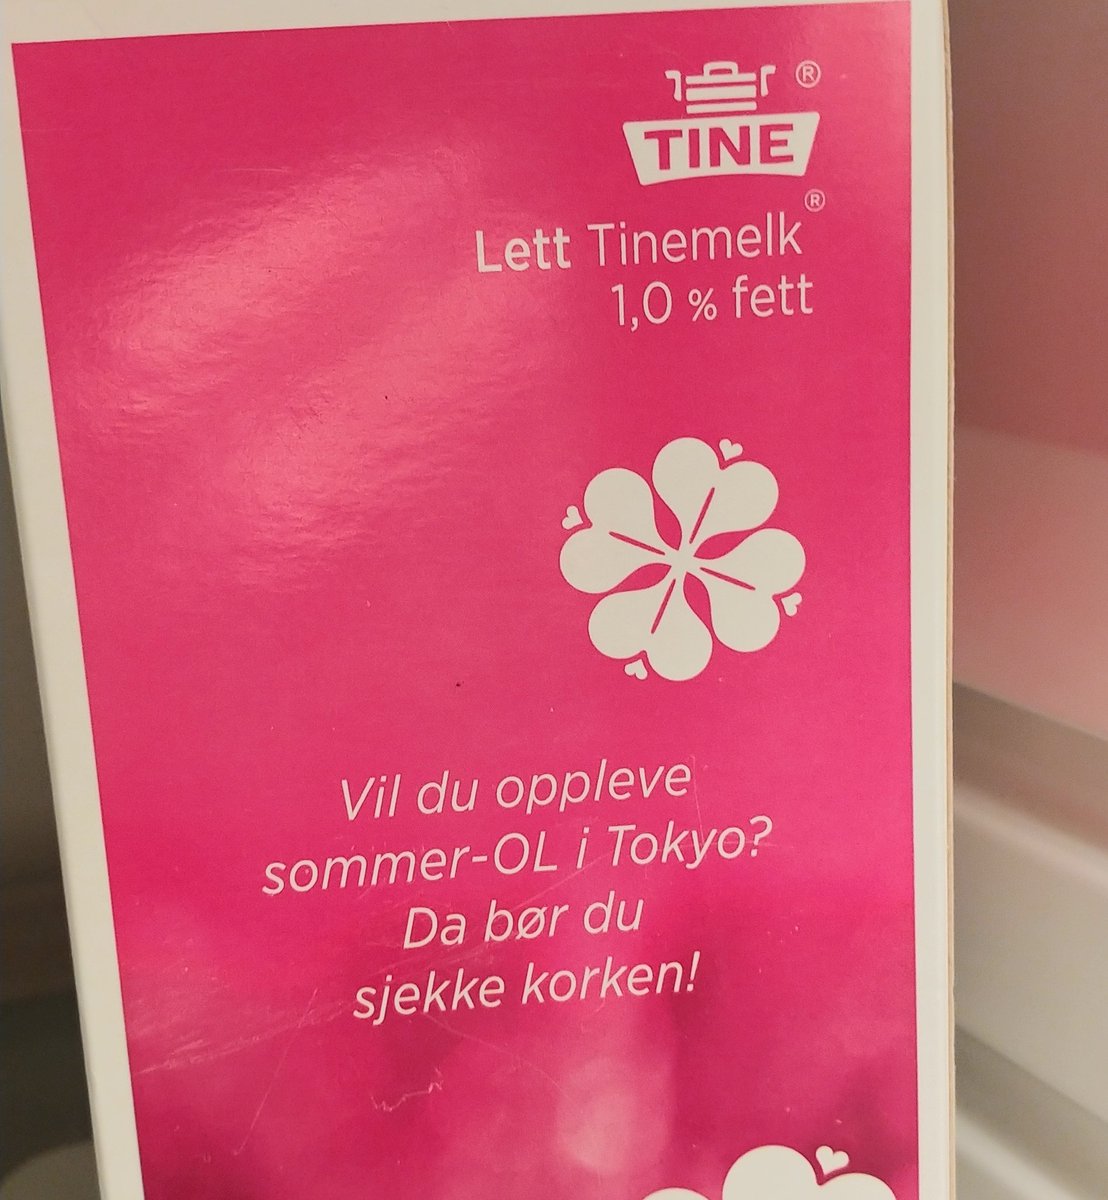 TINE ®
®
Lett Tinemelk
1,0 % fett
Vil du oppleve
sommer-OL i Tokyo?
Da bør du
sjekke korken!